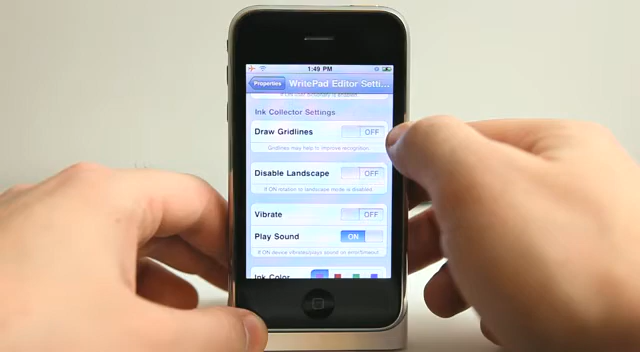 1:49 PM
Properties
WritePad Editor Setti...
Ink Collector Settings
Draw Gridlines
OFF
Gridlines may help to improve recognition.
Disable Landscape
OFF
If ON rotation to landscape mode is disabled.
Vibrate
OFF
Play Sound
ON
If ON device vibrates/plays sound on error/timeout.
Ink Color